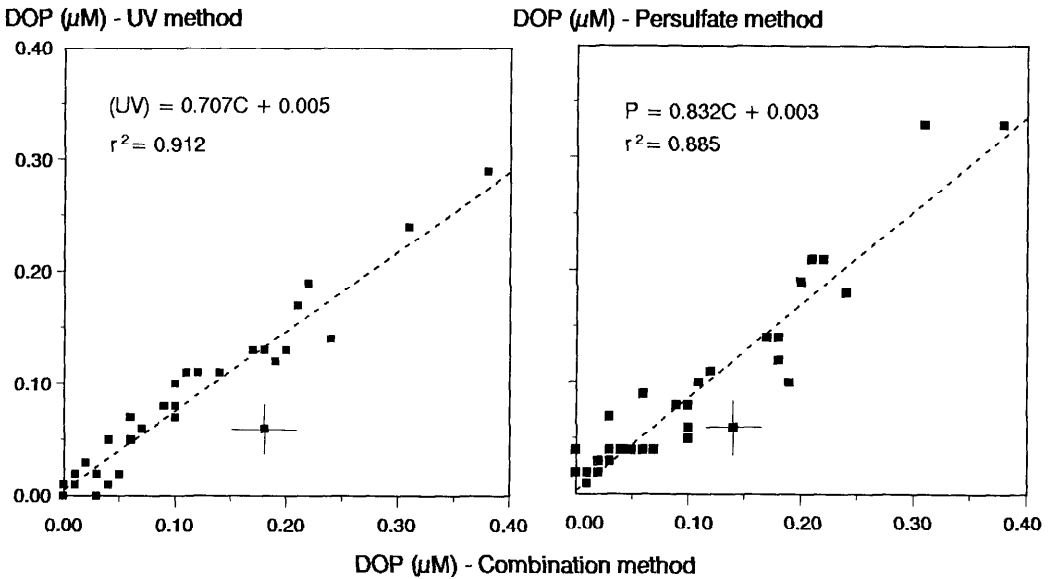 DOP (µM) - UV method
0.40
0.30
0.20
0.10
0.00
(UV) = 0.707C + 0.005
r² = 0.912
0.00 0.10 0.20 0.30 0.40
DOP (µM) - Persulfate method
P = 0.832C + 0.003
r² = 0.885
0.00 0.10 0.20 0.30 0.40
DOP (µM) - Combination method